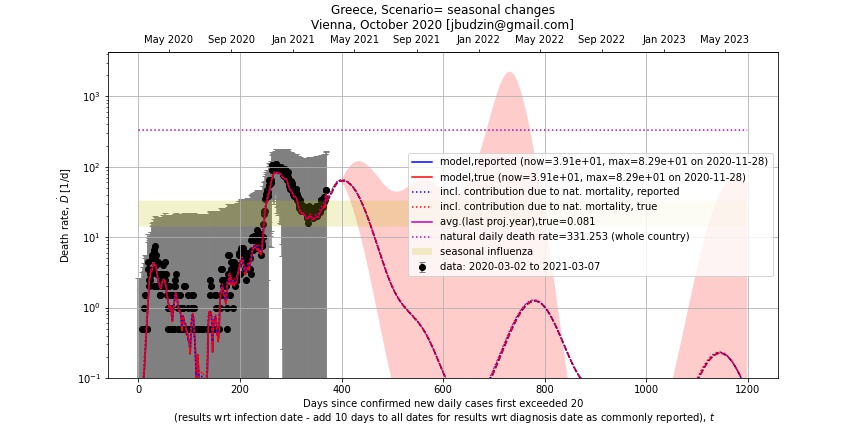 Greece, Scenario= seasonal changes
Vienna, October 2020 [jbudzin@gmail.com]
May 2020 Sep 2020 Jan 2021 May 2021 Sep 2021 Jan 2022 May 2022 Sep 2022 Jan 2023 May 2023
Death rate, D [1/d]
10³
10²
10¹
10⁰
10⁻¹
model,reported (now=3.91e+01, max=8.29e+01 on 2020-11-28)
model,true (now=3.91e+01, max=8.29e+01 on 2020-11-28)
incl. contribution due to nat. mortality, reported
incl. contribution due to nat. mortality, true
avg.(last proj.year),true=0.081
natural daily death rate=331.253 (whole country)
seasonal influenza
data: 2020-03-02 to 2021-03-07
0 200 400 600 800 1000 1200
Days since confirmed new daily cases first exceeded 20
(results wrt infection date - add 10 days to all dates for results wrt diagnosis date as commonly reported), t